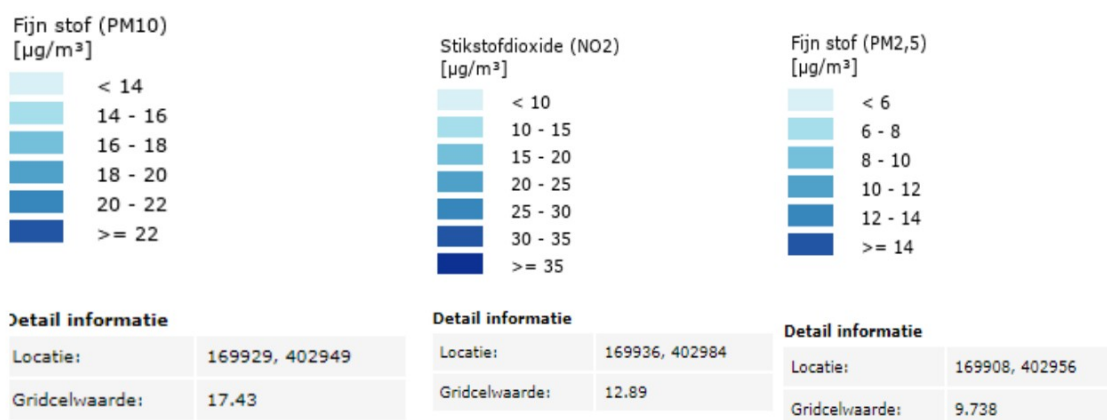 Fijn stof (PM10)
[µg/m³]
< 14
14 - 16
16 - 18
18 - 20
20 - 22
>= 22
Detail informatie
Locatie: 169929, 402949
Gridcelwaarde: 17.43
Stikstofdioxide (NO2)
[µg/m³]
< 10
10 - 15
15 - 20
20 - 25
25 - 30
30 - 35
>= 35
Detail informatie
Locatie: 169936, 402984
Gridcelwaarde: 12.89
Fijn stof (PM2,5)
[µg/m³]
< 6
6 - 8
8 - 10
10 - 12
12 - 14
>= 14
Detail informatie
Locatie: 169908, 402956
Gridcelwaarde: 9.738